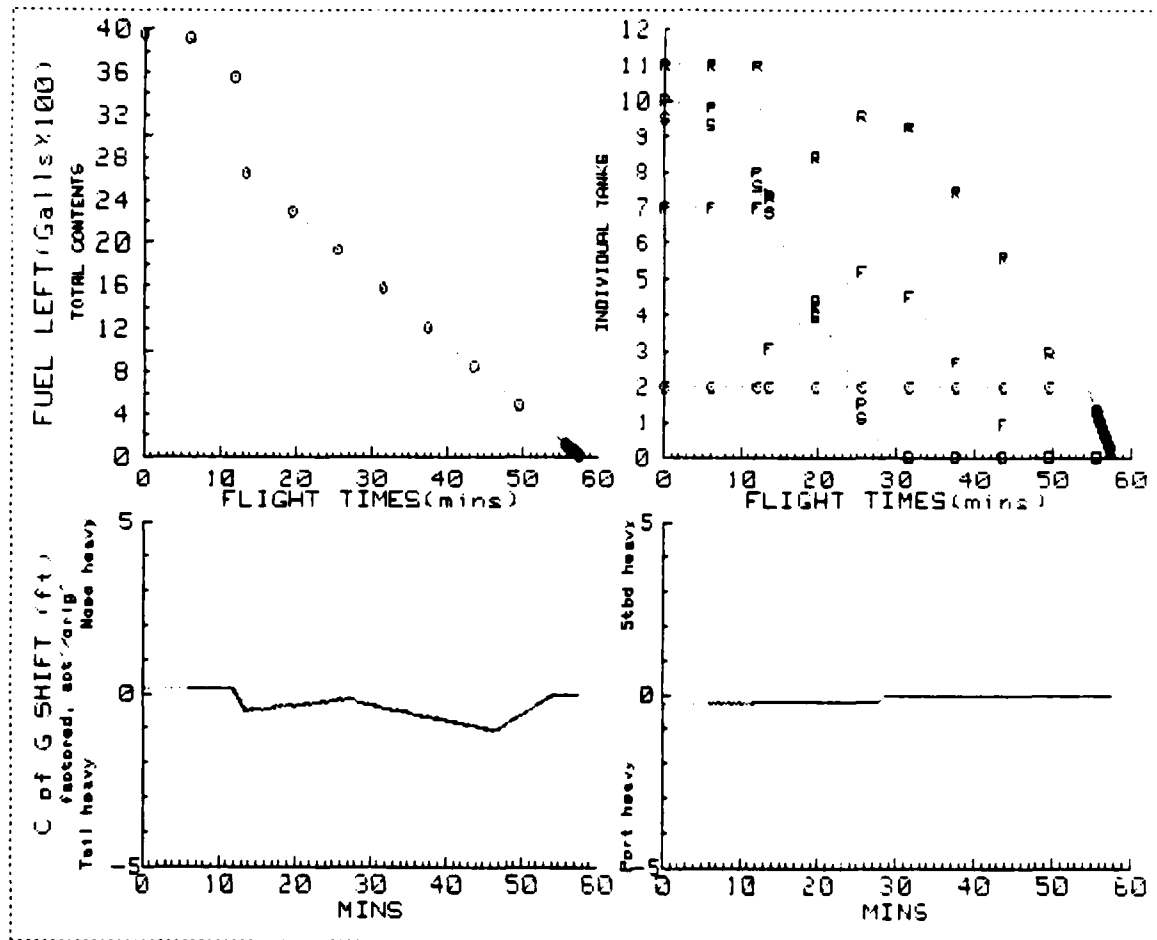 FUEL LEFT(Galls×100)
TOTAL CONTENTS
40
36
32
28
24
20
16
12
8
4
0
0 10 20 30 40 50 60
FLIGHT TIMES(mins)
INDIVIDUAL TANKS
12
11 R R R
10
9
8
7 F F F
6
5
4
3
2
1
0
P S
P S
P S
R F
R F
R F
R F
R F
R
C C C C C C C C C
0 10 20 30 40 50 60
FLIGHT TIMES(mins)
C of G SHIFT (ft)
factored,
Tail heavy
Nose heavy
5
0
-5
0 10 20 30 40 50 60
MINS
Port heavy
Stbd heavy
5
0
-5
0 10 20 30 40 50 60
MINS